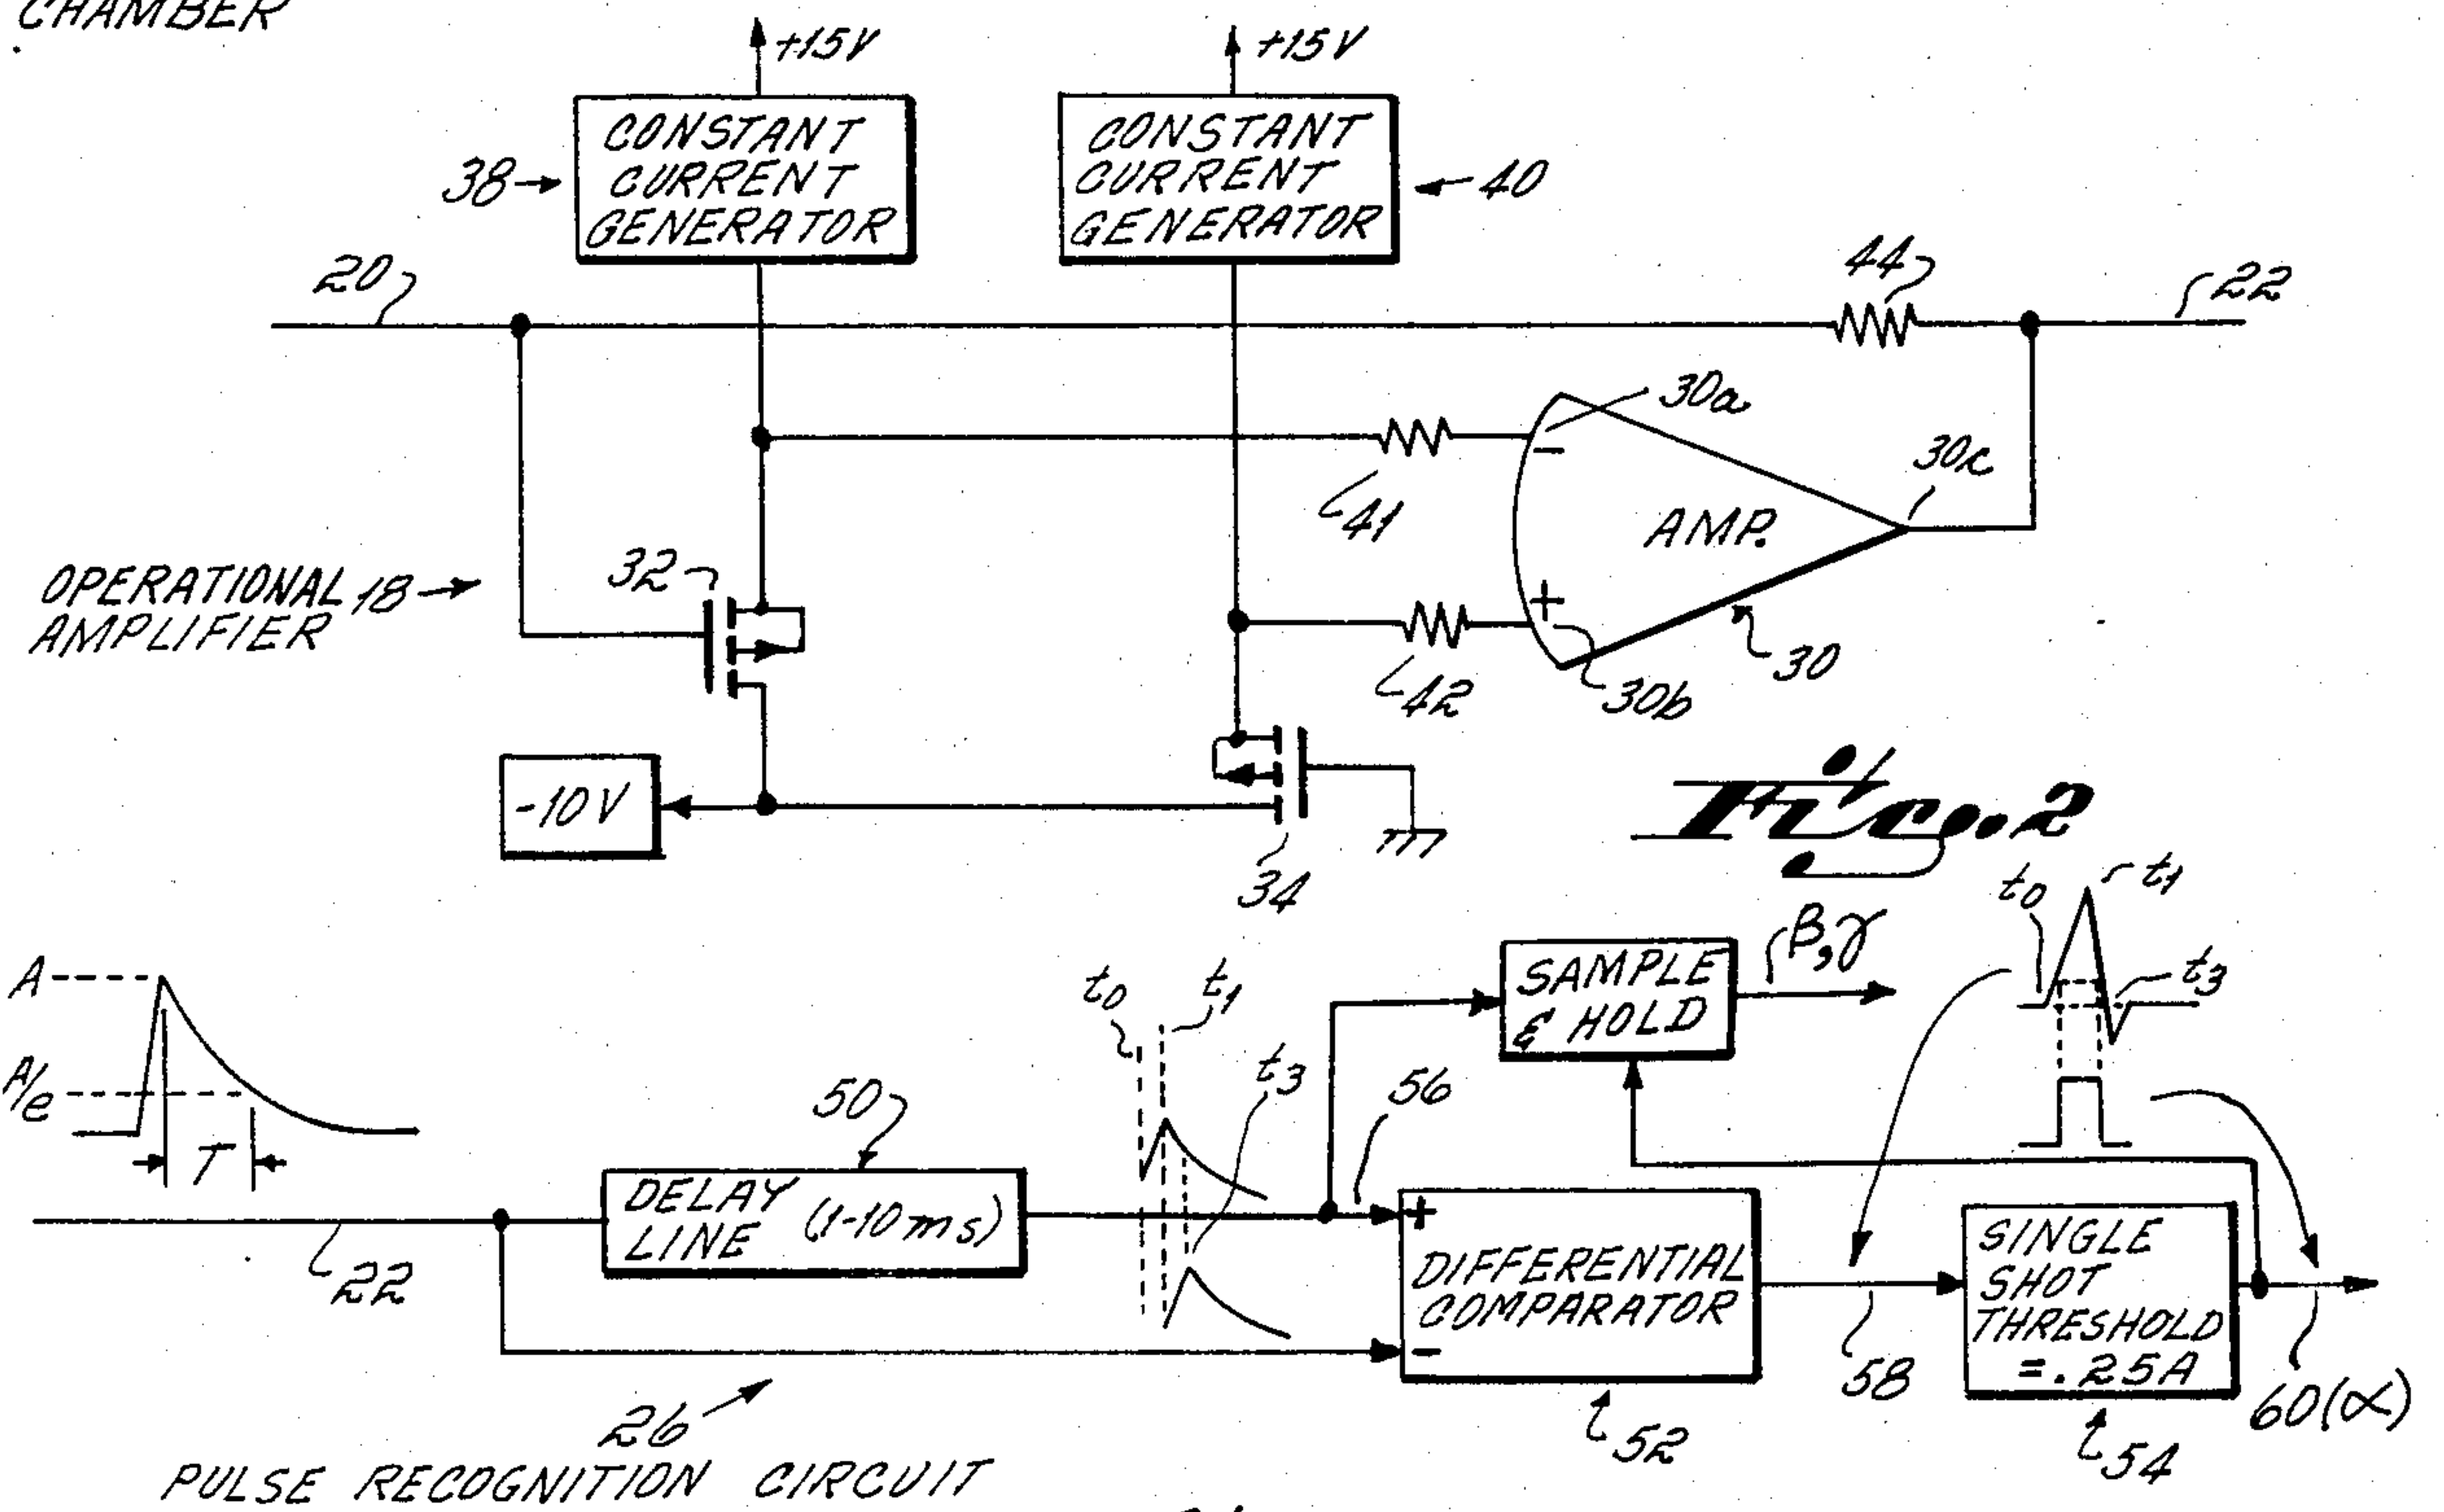 CHAMBER
+15V
+15V
CONSTANT
CURRENT
GENERATOR
CONSTANT
CURRENT
GENERATOR
38
40
20
44
22
30a
30c
41
AMP.
32
OPERATIONAL 18
AMPLIFIER
-
+
42
30b
30
-10V
34
Fig. 2
A
A/e
T
t0
t1
t3
SAMPLE
& HOLD
β,γ
t0
t1
t3
50
56
DELAY
LINE (1-10ms)
22
+
-
DIFFERENTIAL
COMPARATOR
SINGLE
SHOT
THRESHOLD
=.25A
58
60(α)
26
52
54
PULSE RECOGNITION CIRCUIT